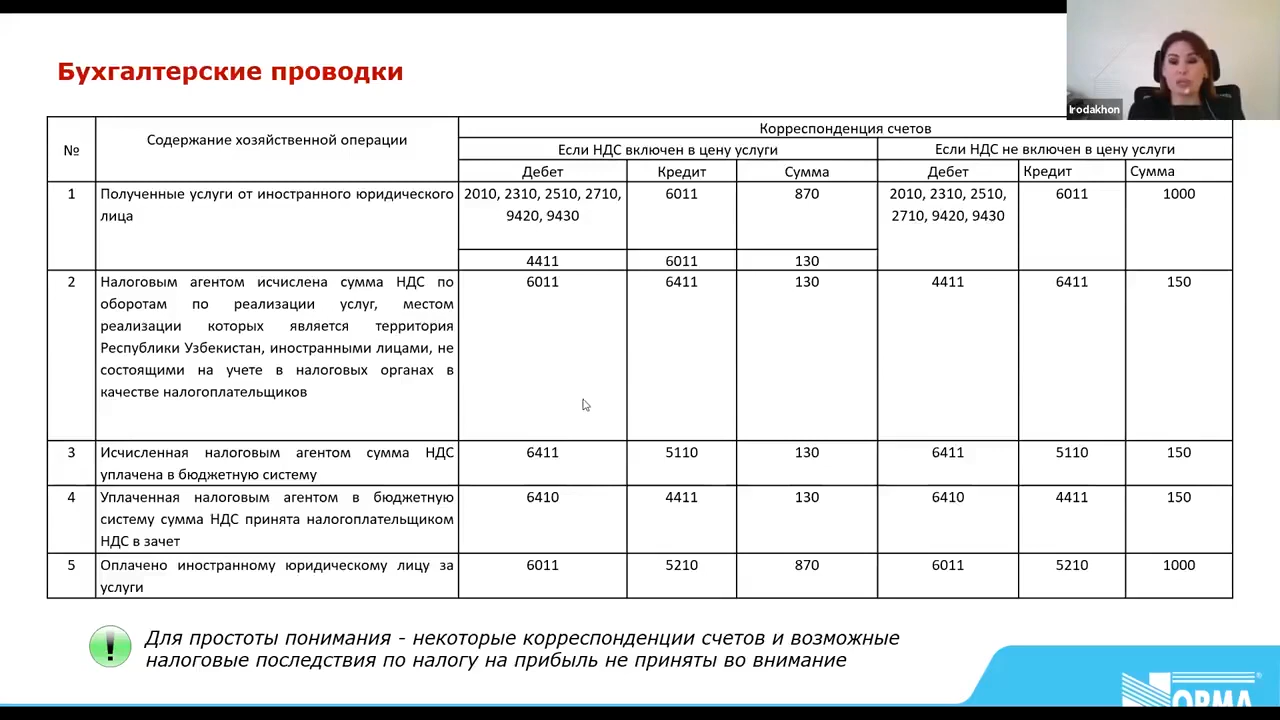 Бухгалтерские проводки
Irodakhon
№
Содержание хозяйственной операции
Корреспонденция счетов
Если НДС включен в цену услуги
Если НДС не включен в цену услуги
Дебет
Кредит
Сумма
Дебет
Кредит
Сумма
1
Полученные услуги от иностранного юридического
лица
2010, 2310, 2510, 2710,
9420, 9430
6011
870
2010, 2310, 2510,
2710, 9420, 9430
6011
1000
4411
6011
130
2
Налоговым агентом исчислена сумма НДС по
оборотам по реализации услуг, местом
реализации которых является территория
Республики Узбекистан, иностранными лицами, не
состоящими на учете в налоговых органах в
качестве налогоплательщиков
6011
6411
130
4411
6411
150
3
Исчисленная налоговым агентом сумма НДС
уплачена в бюджетную систему
6411
5110
130
6411
5110
150
4
Уплаченная налоговым агентом в бюджетную
систему сумма НДС принята налогоплательщиком
НДС в зачет
6410
4411
130
6410
4411
150
5
Оплачено иностранному юридическому лицу за
услуги
6011
5210
870
6011
5210
1000
Для простоты понимания - некоторые корреспонденции счетов и возможные
налоговые последствия по налогу на прибыль не приняты во внимание
ОРМА
®